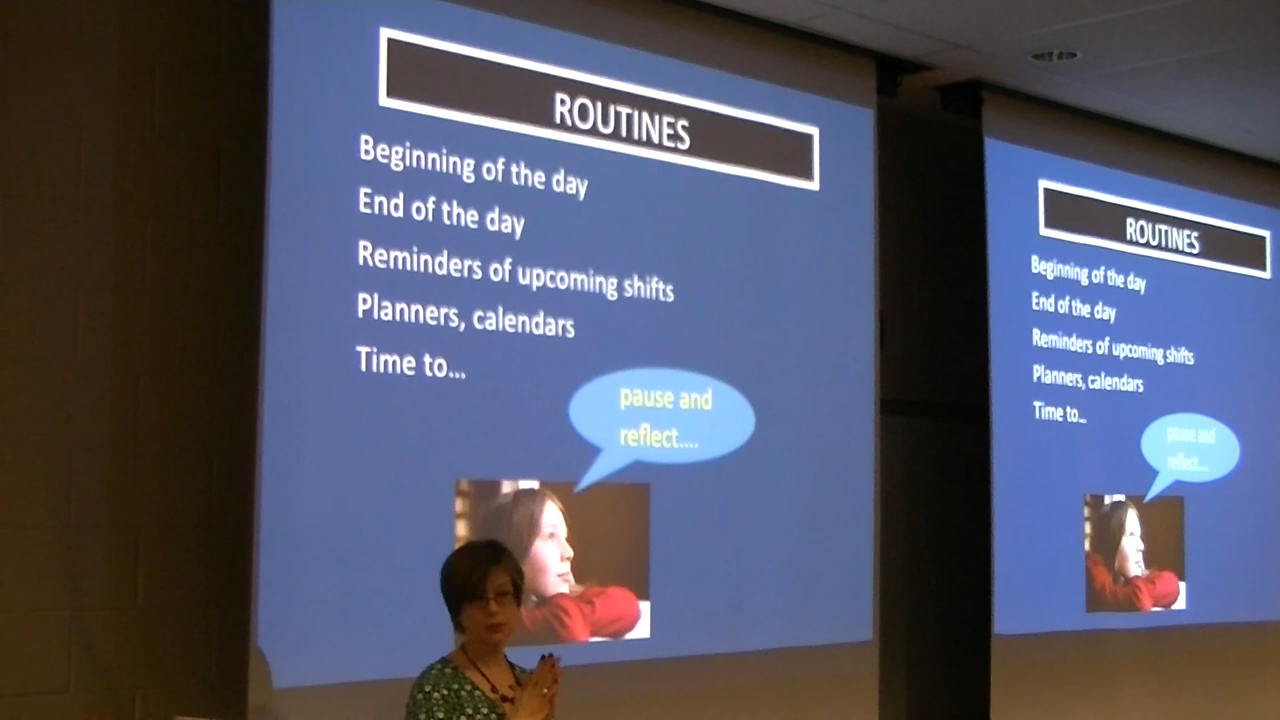 ROUTINES
Beginning of the day
End of the day
Reminders of upcoming shifts
Planners, calendars
Time to...
pause and
reflect....
ROUTINES
Beginning of the day
End of the day
Reminders of upcoming shifts
Planners, calendars
Time to...
pause and
reflect....